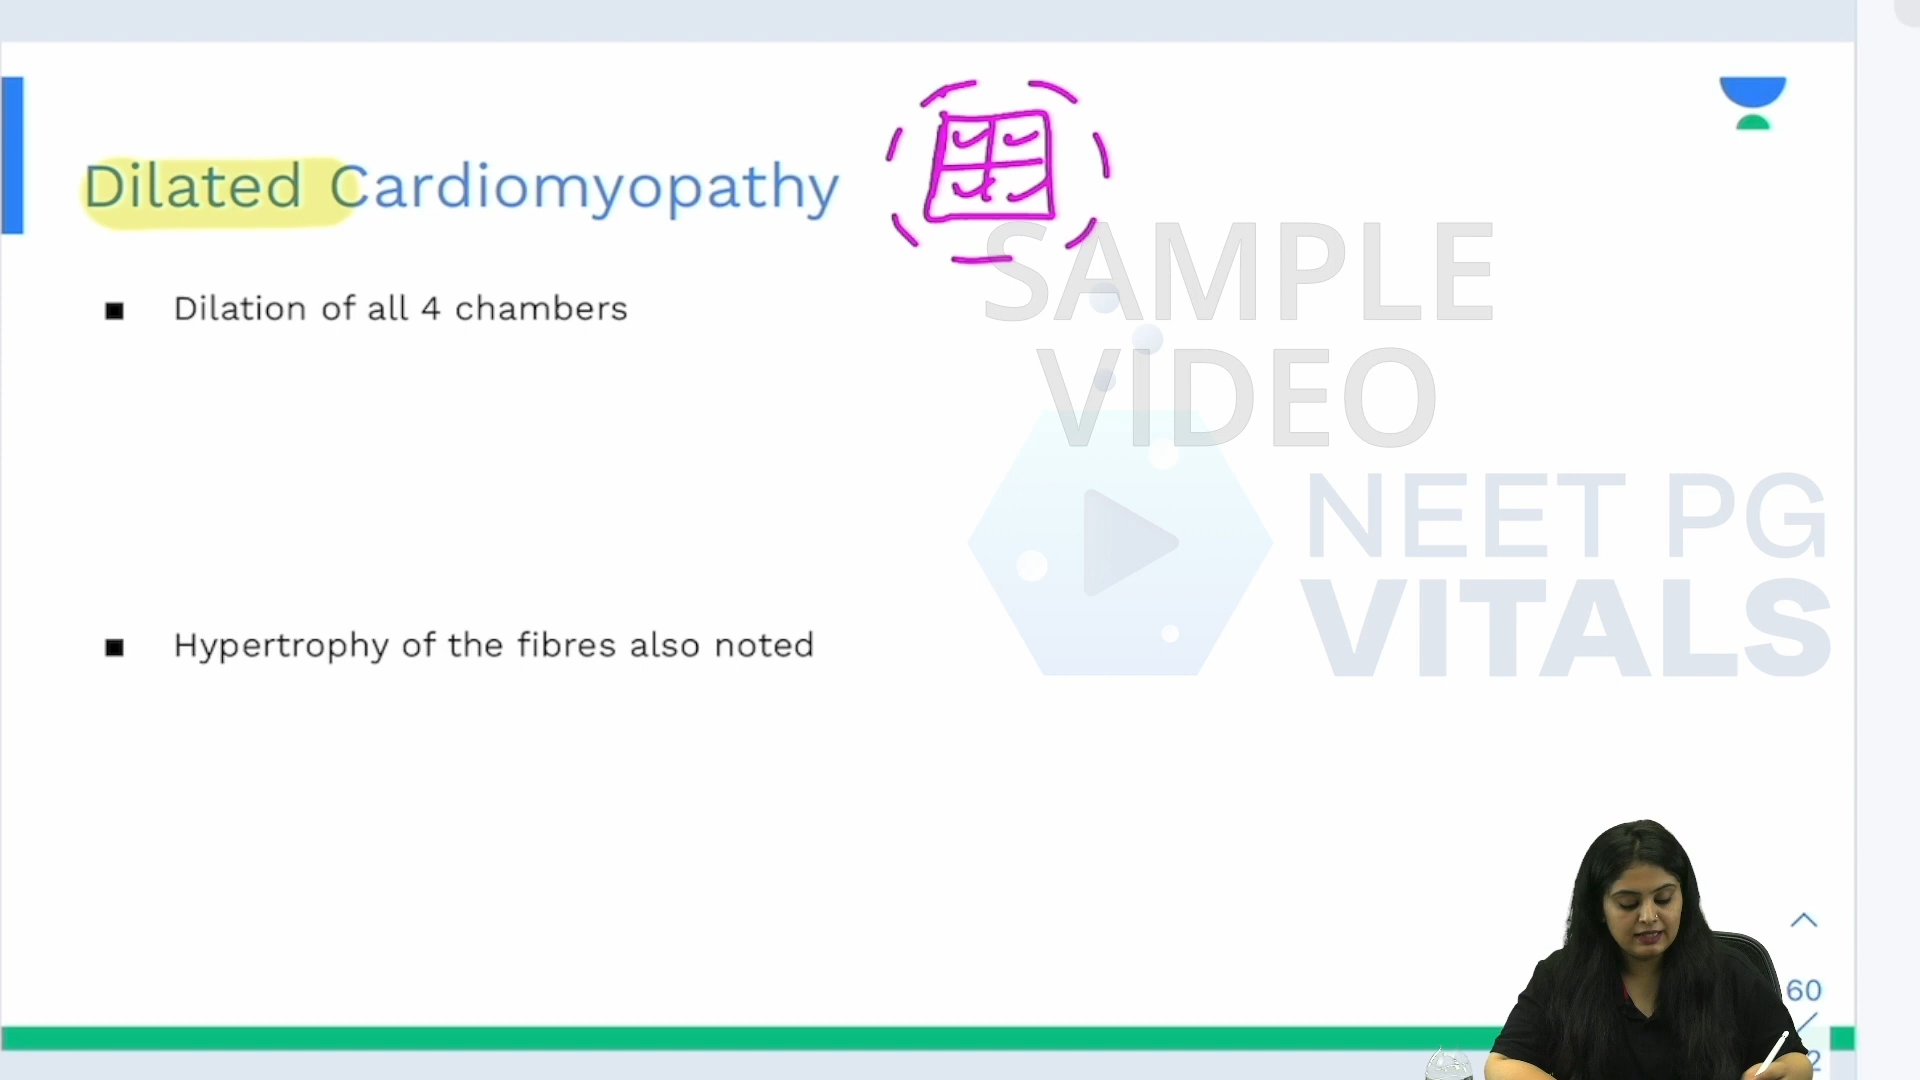 Dilated Cardiomyopathy
SAMPLE
VIDEO
■ Dilation of all 4 chambers
NEET PG
VITALS
■ Hypertrophy of the fibres also noted
60
/
2